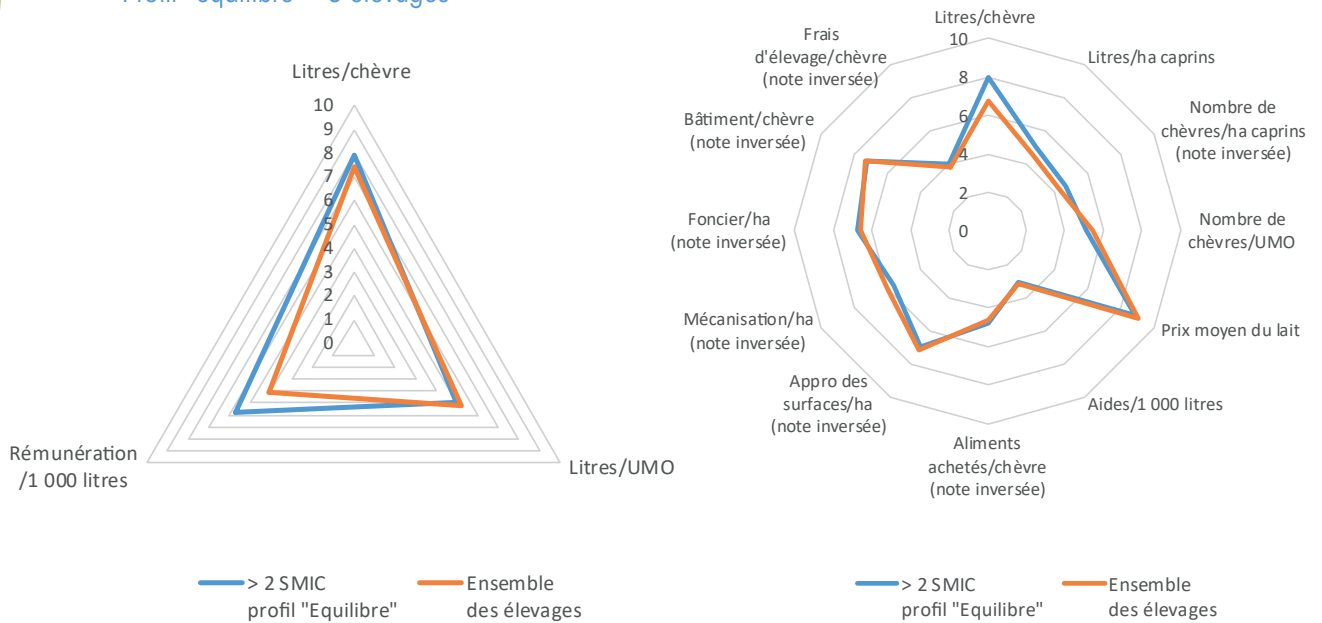 Litres/chèvre
10
9
8
7
6
5
4
3
2
1
0
Rémunération
/1 000 litres
Litres/UMO
> 2 SMIC
profil "Equilibre"
Ensemble
des élevages
Litres/chèvre
10
8
6
4
2
0
Litres/ha caprins
Nombre de
chèvres/ha caprins
(note inversée)
Nombre de
chèvres/UMO
Prix moyen du lait
Aides/1 000 litres
Aliments
achetés/chèvre
(note inversée)
Appro des
surfaces/ha
(note inversée)
Mécanisation/ha
(note inversée)
Foncier/ha
(note inversée)
Bâtiment/chèvre
(note inversée)
Frais
d'élevage/chèvre
(note inversée)
> 2 SMIC
profil "Equilibre"
Ensemble
des élevages